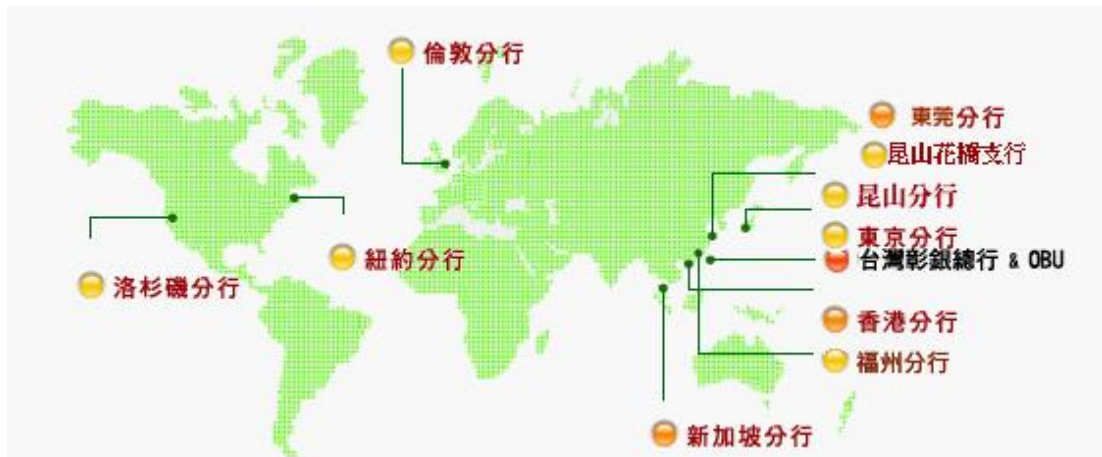 倫敦分行
東莞分行
昆山花橋支行
昆山分行
東京分行
台灣彰銀總行 & OBU
紐約分行
洛杉磯分行
香港分行
福州分行
新加坡分行